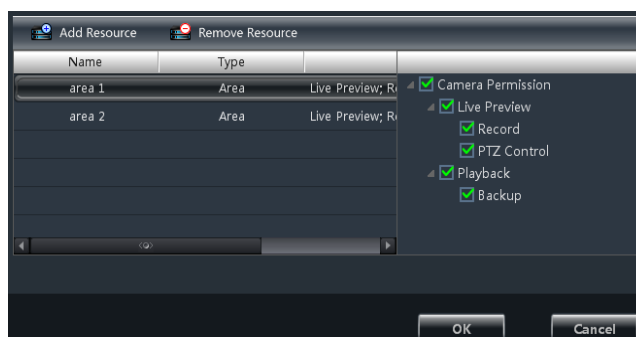 Add Resource Remove Resource
Name Type
area 1 Area Live Preview; R
area 2 Area Live Preview; R
Camera Permission
Live Preview
Record
PTZ Control
Playback
Backup
OK Cancel